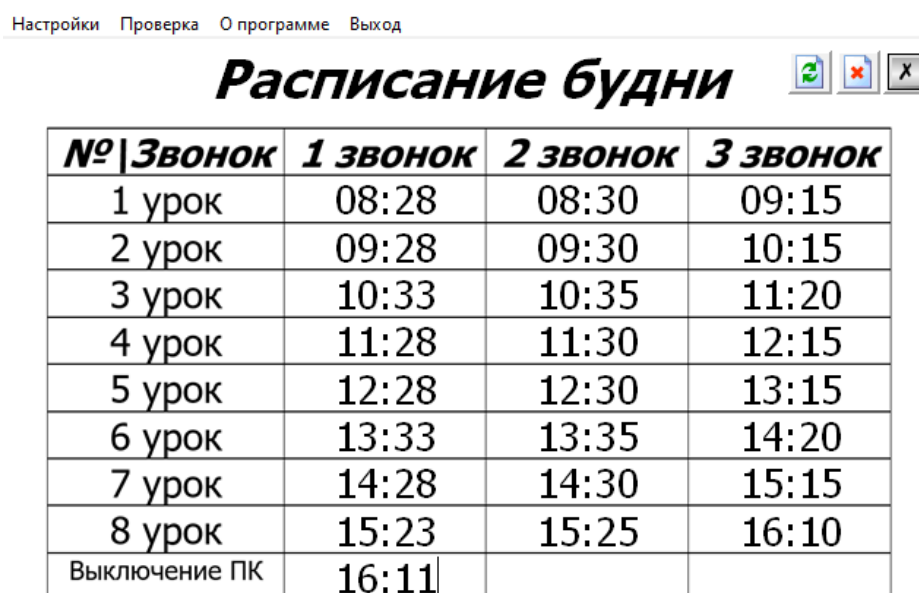 Настройки Проверка О программе Выход
Расписание будни
X
№|Звонок 1 звонок 2 звонок 3 звонок
1 урок 08:28 08:30 09:15
2 урок 09:28 09:30 10:15
3 урок 10:33 10:35 11:20
4 урок 11:28 11:30 12:15
5 урок 12:28 12:30 13:15
6 урок 13:33 13:35 14:20
7 урок 14:28 14:30 15:15
8 урок 15:23 15:25 16:10
Выключение ПК 16:11